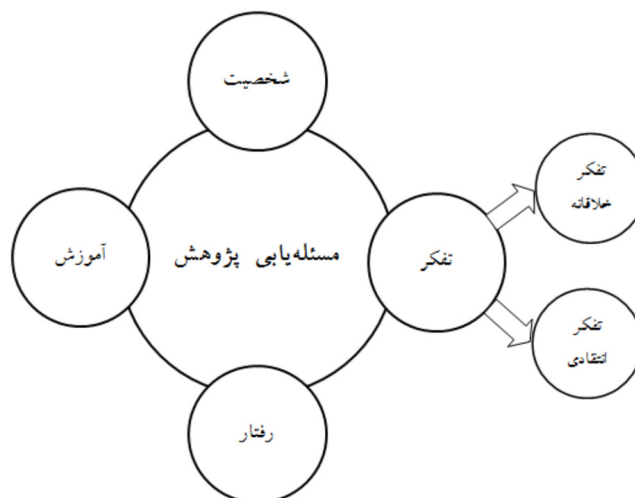 شخصیت
تفکر
خلاقانه
آموزش
مسئله‌یابی پژوهش
تفکر
تفکر
انتقادی
رفتار